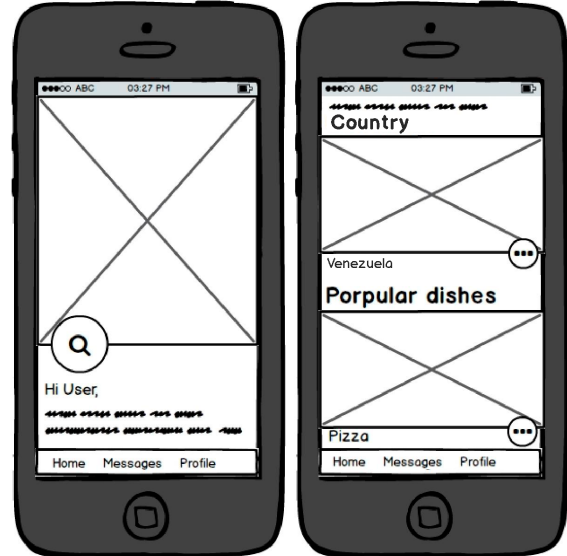 ABC 03:27 PM
Hi User,
Home Messages Profile
ABC 03:27 PM
Country
Venezuela
Porpular dishes
Pizza
Home Messages Profile